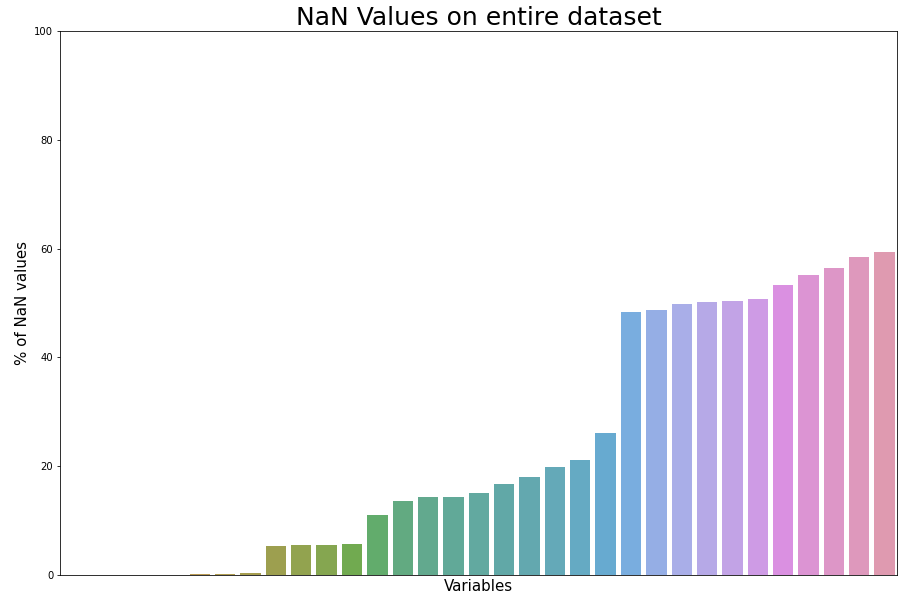 NaN Values on entire dataset
100
80
60
40
20
0
% of NaN values
Variables